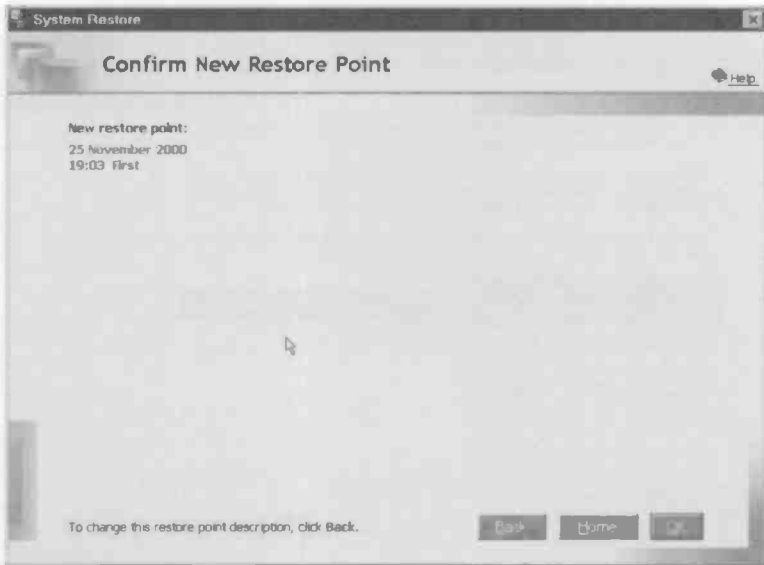 System Restore
Confirm New Restore Point
Help
New restore point:
25 November 2000
19:03 First
To change this restore point description, click Back.
Back Home OK